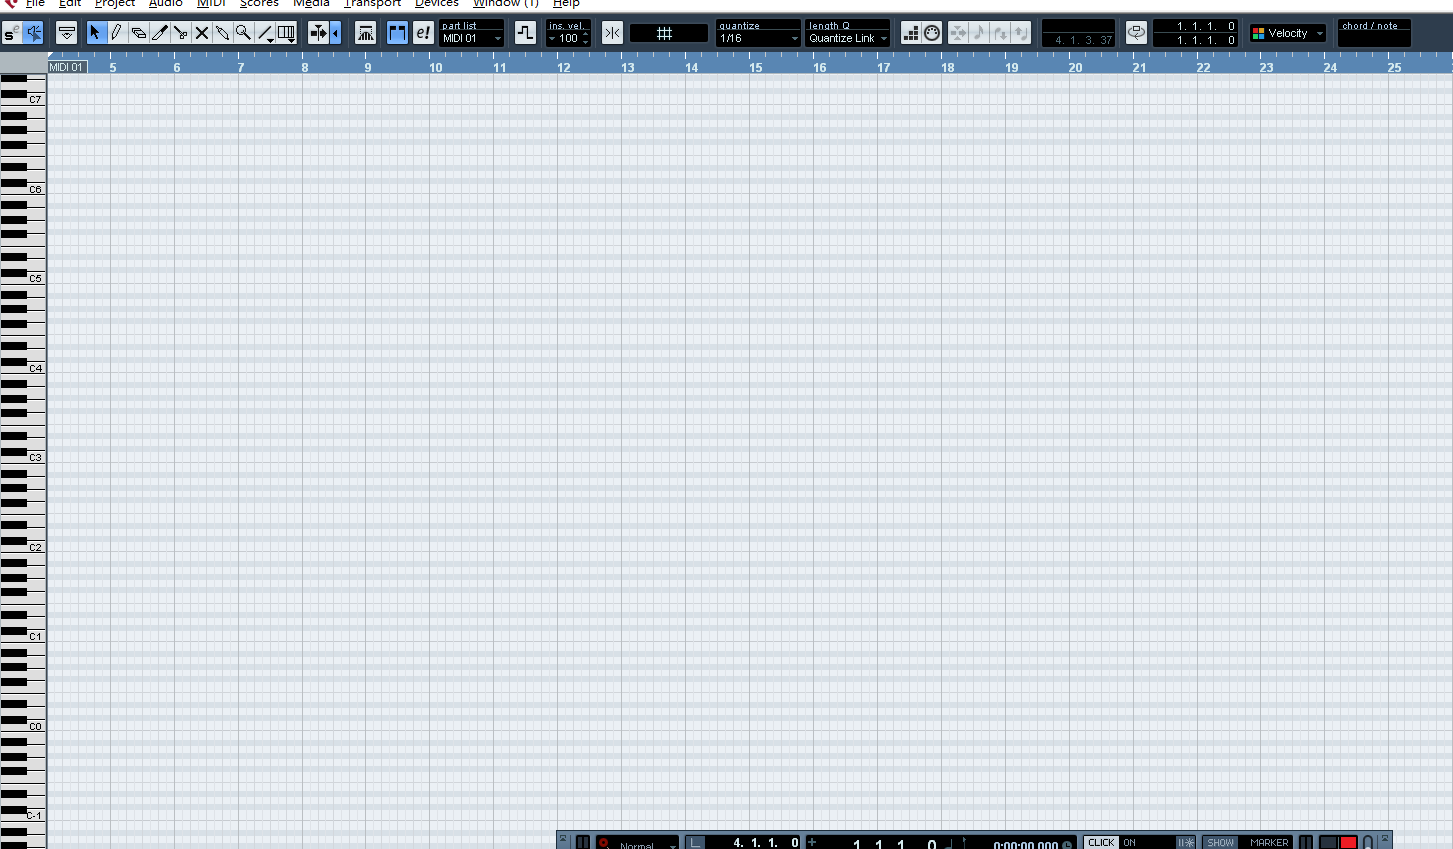 File Edit Project Audio MIDI Scores Media Transport Devices Window (1) Help
part list ins. vel. quantize length Q chord / note
MIDI 01 100 1/16 Quantize Link 4. 1. 3. 37 1. 1. 1. 0 Velocity
1. 1. 1. 0
MIDI 01 5 6 7 8 9 10 11 12 13 14 15 16 17 18 19 20 21 22 23 24 25
C7
C6
C5
C4
C3
C2
C1
C0
C-1
Normal 4. 1. 1. 0 1. 1. 1. 0 0:00:00.000 CLICK ON SHOW MARKER